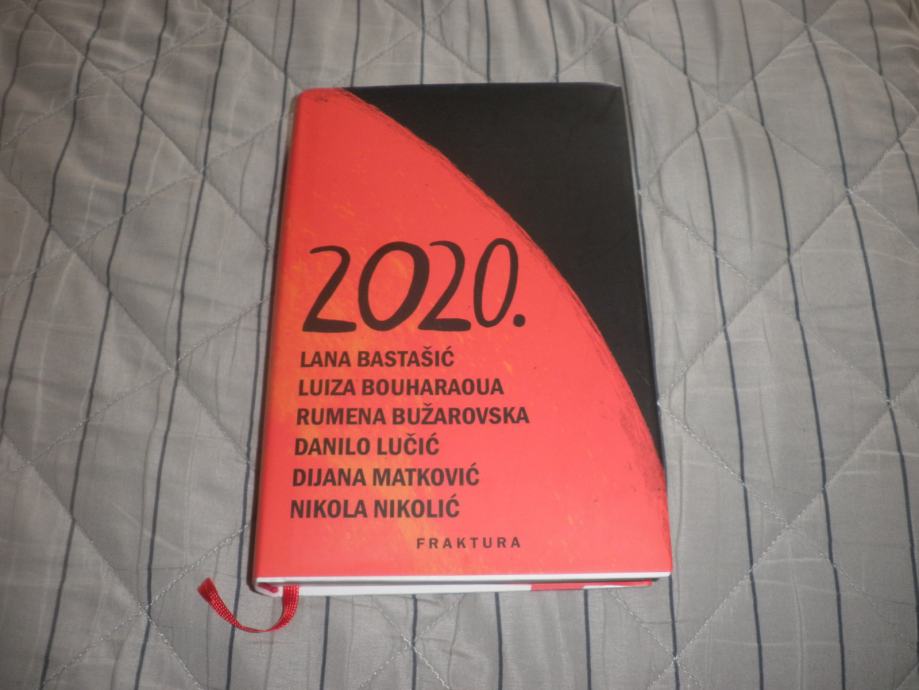 2020.
LANA BASTAŠIĆ
LUIZA BOUHARAOUA
RUMENA BUŽAROVSKA
DANILO LUČIĆ
DIJANA MATKOVIĆ
NIKOLA NIKOLIĆ
FRAKTURA